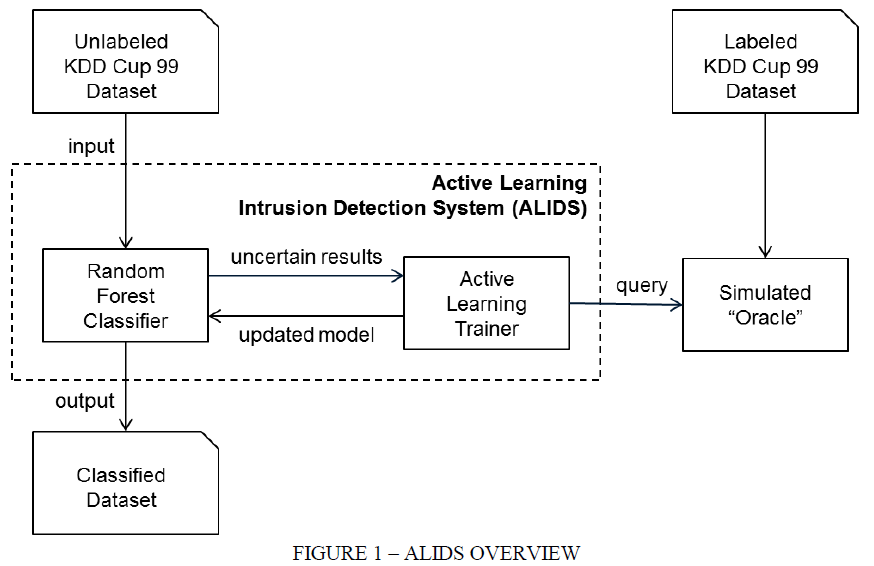 Unlabeled
KDD Cup 99
Dataset
Labeled
KDD Cup 99
Dataset
input
Active Learning
Intrusion Detection System (ALIDS)
Random
Forest
Classifier
uncertain results
updated model
Active
Learning
Trainer
query
Simulated
“Oracle”
output
Classified
Dataset
FIGURE 1 – ALIDS OVERVIEW